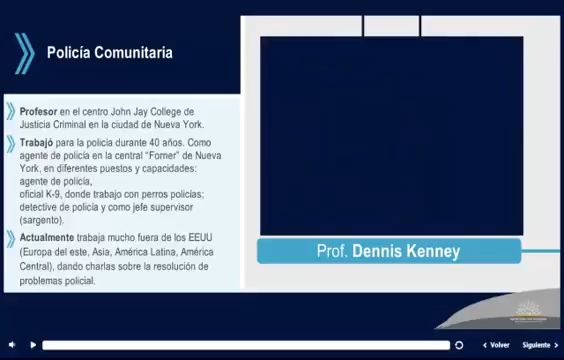 Policía Comunitaria
Profesor en el centro John Jay College de
Justicia Criminal en la ciudad de Nueva York.
Trabajó para la policía durante 40 años. Como
agente de policía en la central “Forner” de Nueva
York, en diferentes puestos y capacidades:
agente de policía,
oficial K-9, donde trabajo con perros policías;
detective de policía y como jefe supervisor
(sargento).
Actualmente trabaja mucho fuera de los EEUU
(Europa del este, Asia, América Latina, América
Central), dando charlas sobre la resolución de
problemas policial.
Prof. Dennis Kenney
Volver
Siguiente